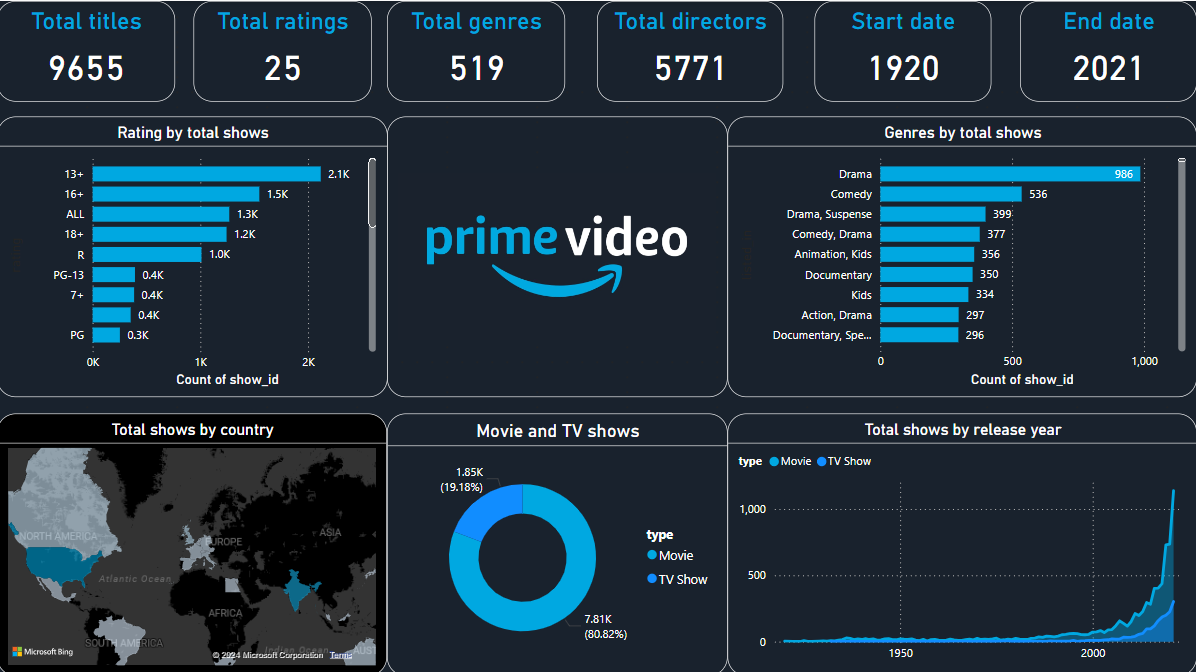 Total titles
9655
Total ratings
25
Total genres
519
Total directors
5771
Start date
1920
End date
2021
Rating by total shows
13+ 2.1K
16+ 1.5K
ALL 1.3K
18+ 1.2K
R 1.0K
PG-13 0.4K
7+ 0.4K
0.4K
PG 0.3K
0K 1K 2K
Count of show_id
prime video
Genres by total shows
Drama 986
Comedy 536
Drama, Suspense 399
Comedy, Drama 377
Animation, Kids 356
Documentary 350
Kids 334
Action, Drama 297
Documentary, Spe... 296
0 500 1,000
Count of show_id
Total shows by country
NORTH AMERICA
EUROPE
ASIA
Atlantic Ocean
AFRICA
SOUTH AMERICA
Indian Ocean
AUST
Microsoft Bing
© 2024 Microsoft Corporation Terms
Movie and TV shows
1.85K
(19.18%)
7.81K
(80.82%)
type
Movie
TV Show
Total shows by release year
type Movie TV Show
1,000
500
0
1950 2000